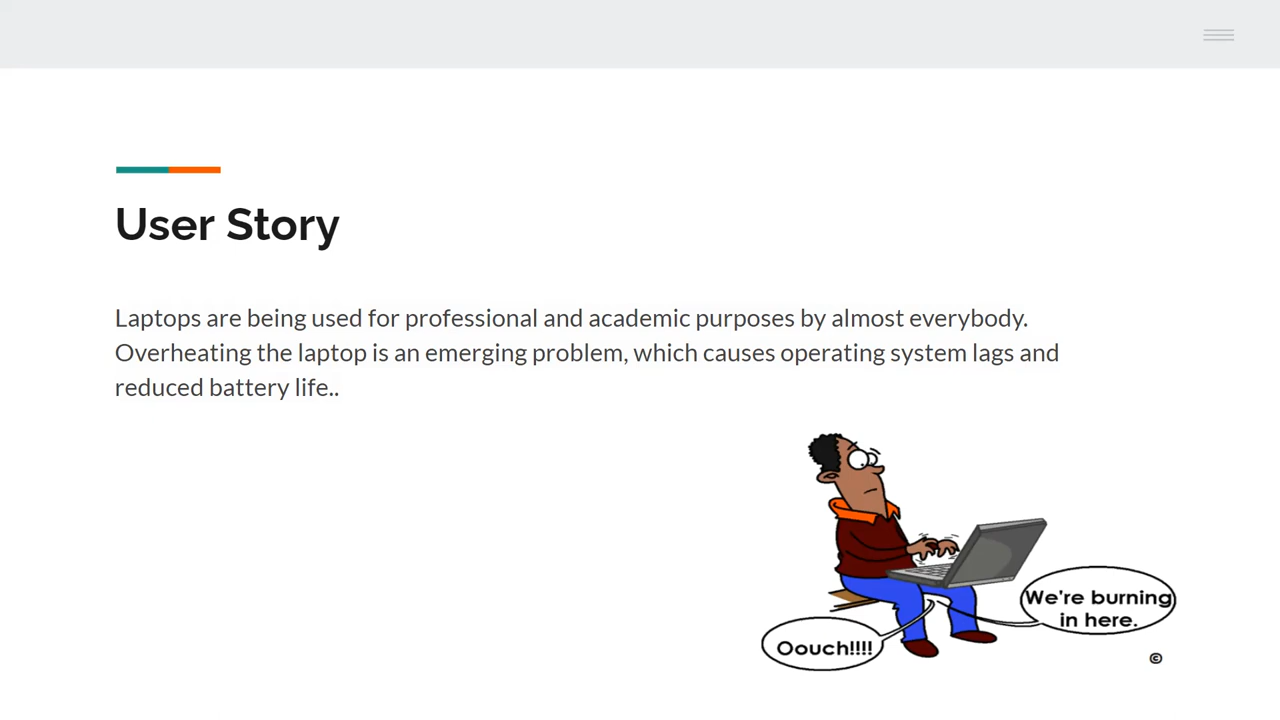 User Story
Laptops are being used for professional and academic purposes by almost everybody.
Overheating the laptop is an emerging problem, which causes operating system lags and
reduced battery life..
We're burning
in here.
Oouch!!!!
©